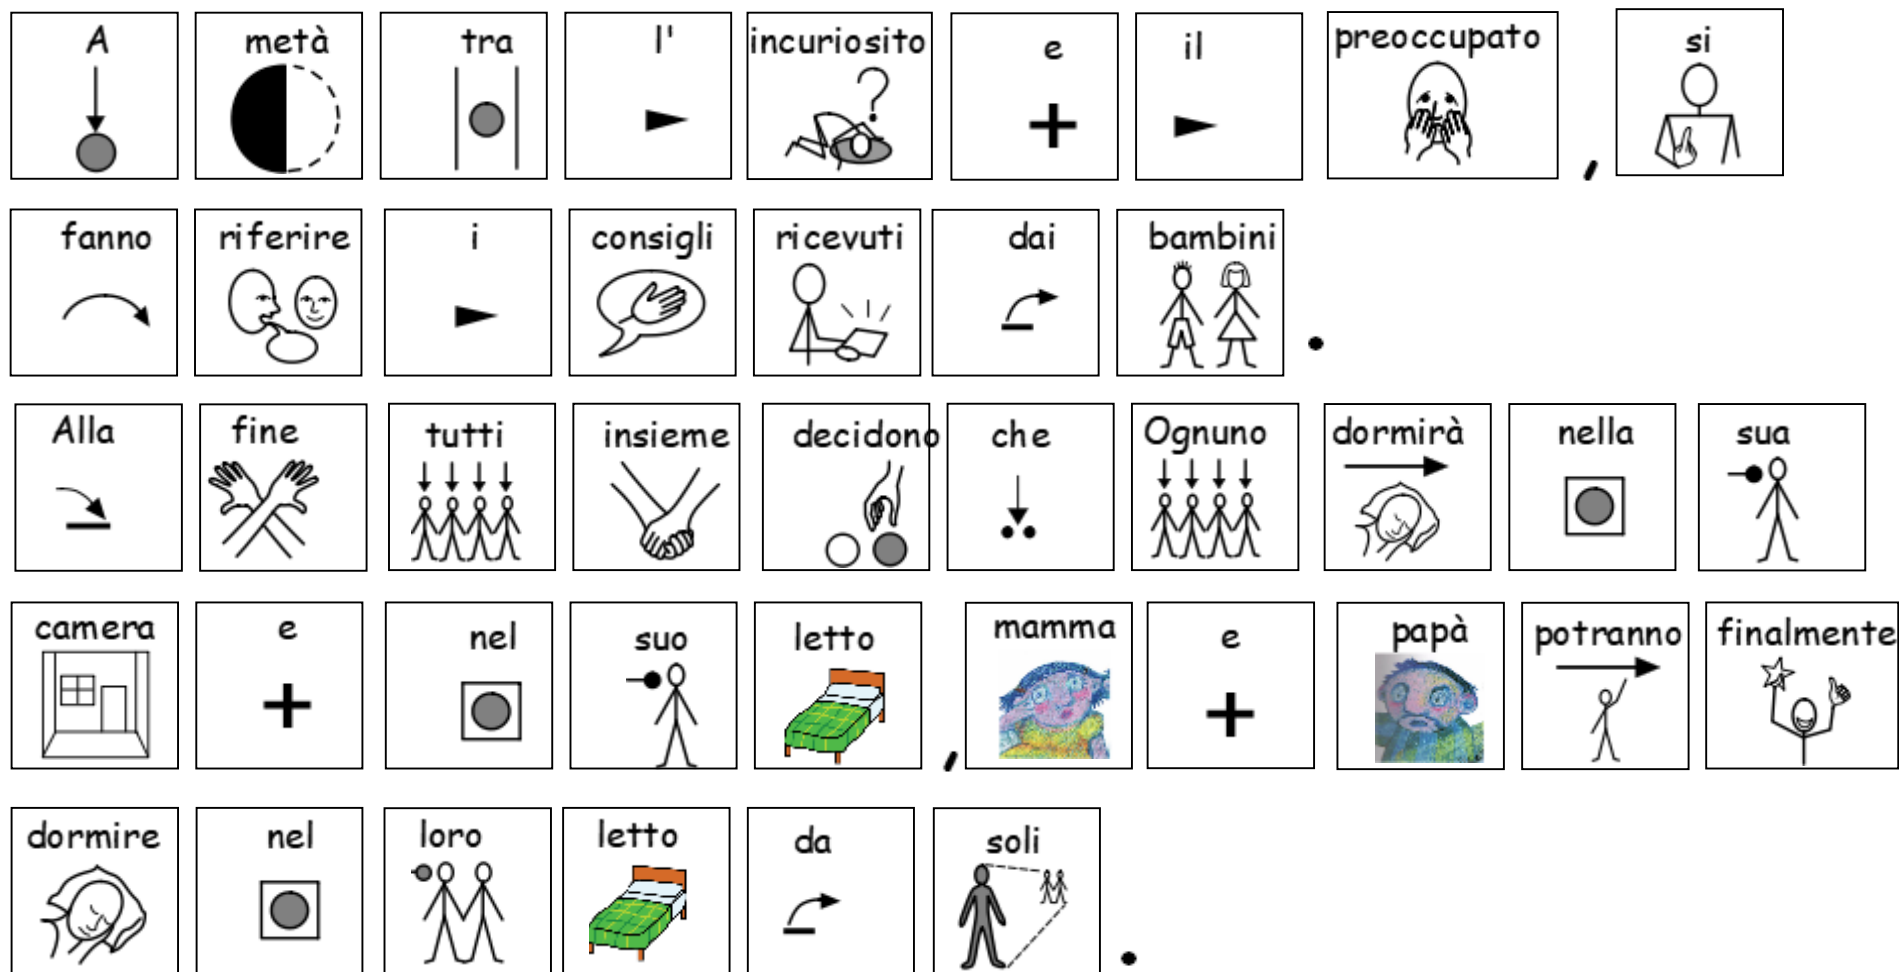 A metà tra l' incuriosito e il preoccupato , si
fanno riferire i consigli ricevuti dai bambini .
Alla fine tutti insieme decidono che Ognuno dormirà nella sua
camera e nel suo letto , mamma e papà potranno finalmente
dormire nel loro letto da soli .